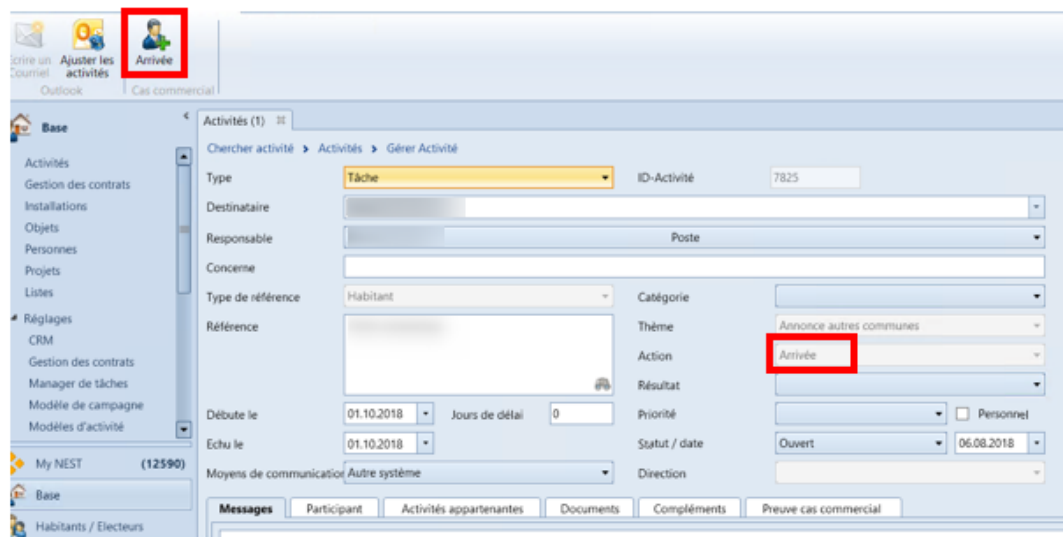 Écrire un Courriel
Ajuster les activités
Arrivée
Outlook
Cas commercial
Base
Activités
Gestion des contrats
Installations
Objets
Personnes
Projets
Listes
Réglages
CRM
Gestion des contrats
Manager de tâches
Modèle de campagne
Modèles d'activité
My NEST (12590)
Base
Habitants / Electeurs
Activités (1)
Chercher activité > Activités > Gérer Activité
Type Tâche ID-Activité 7825
Destinataire
Responsable Poste
Concerne
Type de référence Habitant Catégorie
Référence Thème Annonce autres communes
Action Arrivée
Résultat
Débute le 01.10.2018 Jours de délai 0 Priorité Personnel
Echu le 01.10.2018 Statut / date Ouvert 06.08.2018
Moyens de communication Autre système Direction
Messages Participant Activités appartenantes Documents Compléments Preuve cas commercial